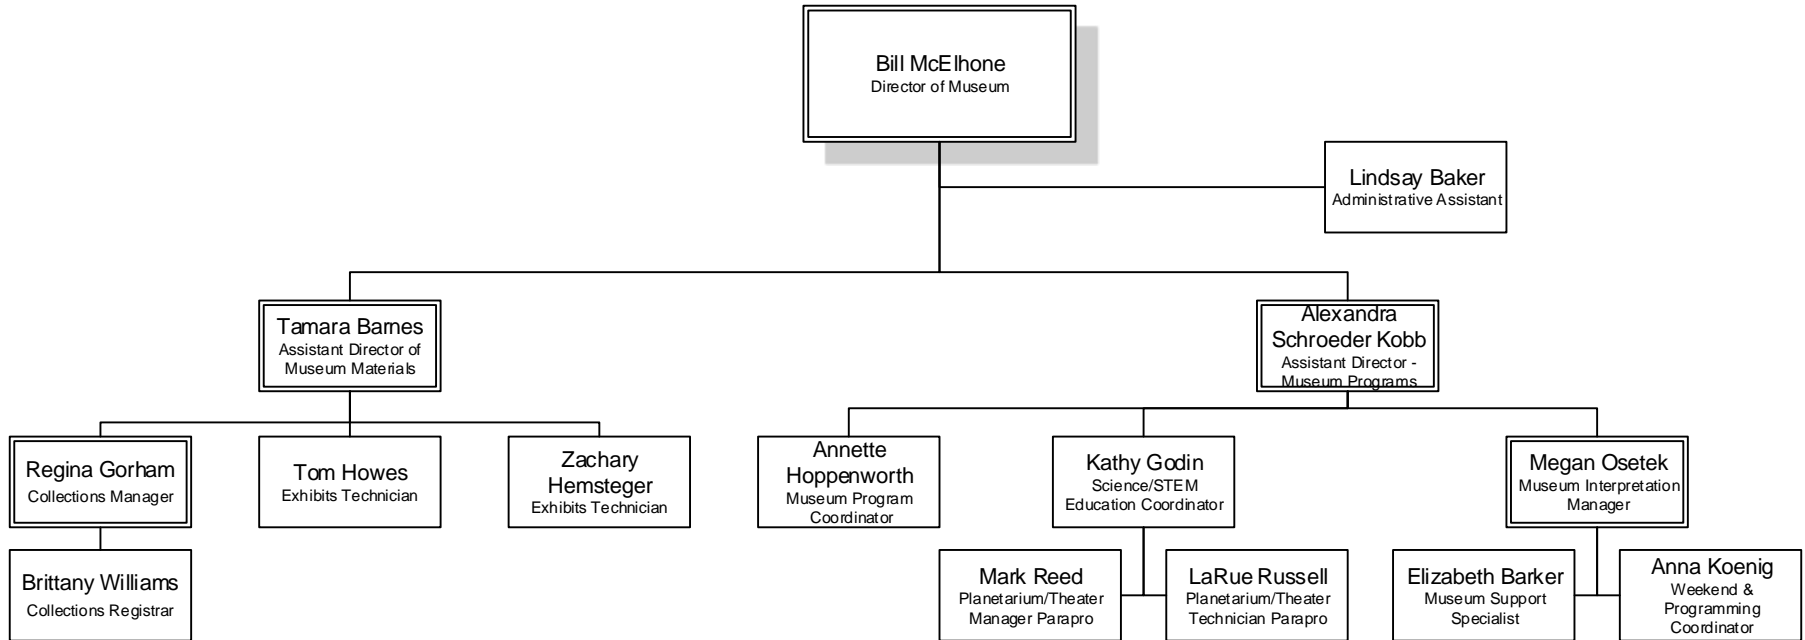 Bill McElhone
Director of Museum
Lindsay Baker
Administrative Assistant
Tamara Barnes
Assistant Director of
Museum Materials
Alexandra
Schroeder Kobb
Assistant Director -
Museum Programs
Regina Gorham
Collections Manager
Tom Howes
Exhibits Technician
Zachary
Hemsteger
Exhibits Technician
Annette
Hoppenworth
Museum Program
Coordinator
Kathy Godin
Science/STEM
Education Coordinator
Megan Osetek
Museum Interpretation
Manager
Brittany Williams
Collections Registrar
Mark Reed
Planetarium/Theater
Manager Parapro
LaRue Russell
Planetarium/Theater
Technician Parapro
Elizabeth Barker
Museum Support
Specialist
Anna Koenig
Weekend &
Programming
Coordinator